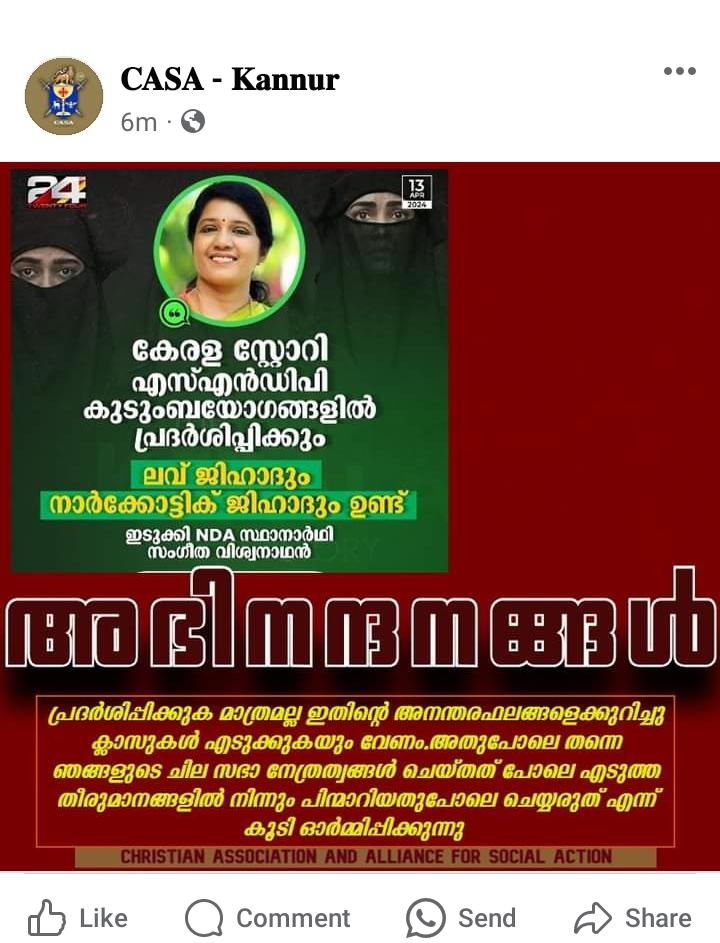 CASA - Kannur
6m ·
24
TWENTY FOUR
13
APR
2024
കേരള സ്റ്റോറി
എസ്എൻഡിപി
കുടുംബയോഗങ്ങളിൽ
പ്രദർശിപ്പിക്കും
ലവ് ജിഹാദും
നാർക്കോട്ടിക് ജിഹാദും ഉണ്ട്
ഇടുക്കി NDA സ്ഥാനാർഥി
സംഗീത വിശ്വനാഥൻ
അഭിനന്ദനങ്ങൾ
പ്രദർശിപ്പിക്കുക മാത്രമല്ല ഇതിന്റെ അനന്തരഫലങ്ങളെക്കുറിച്ചു
ക്ലാസുകൾ എടുക്കുകയും വേണം.അതുപോലെ തന്നെ
ഞങ്ങളുടെ ചില സഭാ നേത്രത്വങ്ങൾ ചെയ്തത് പോലെ എടുത്ത
തീരുമാനങ്ങളിൽ നിന്നും പിന്മാറിയതുപോലെ ചെയ്യരുത് എന്ന്
കൂടി ഓർമ്മിപ്പിക്കുന്നു
CHRISTIAN ASSOCIATION AND ALLIANCE FOR SOCIAL ACTION
Like Comment Send Share